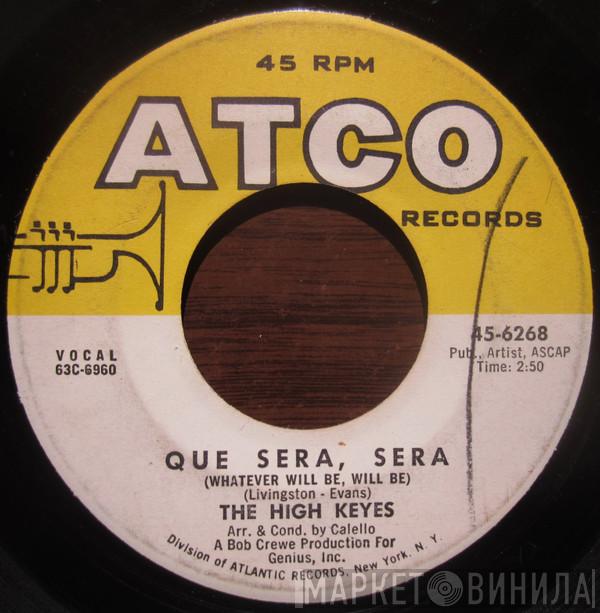 45 RPM
ATCO
RECORDS
VOCAL
63C-6960
45-6268
Pub., Artist, ASCAP
Time: 2:50
QUE SERA, SERA
(WHATEVER WILL BE, WILL BE)
(Livingston - Evans)
THE HIGH KEYES
Arr. & Cond. by Calello
A Bob Crewe Production For
Genius, Inc.
Division of ATLANTIC RECORDS, New York, N. Y.
МАРКЕТ ВИНИЛА